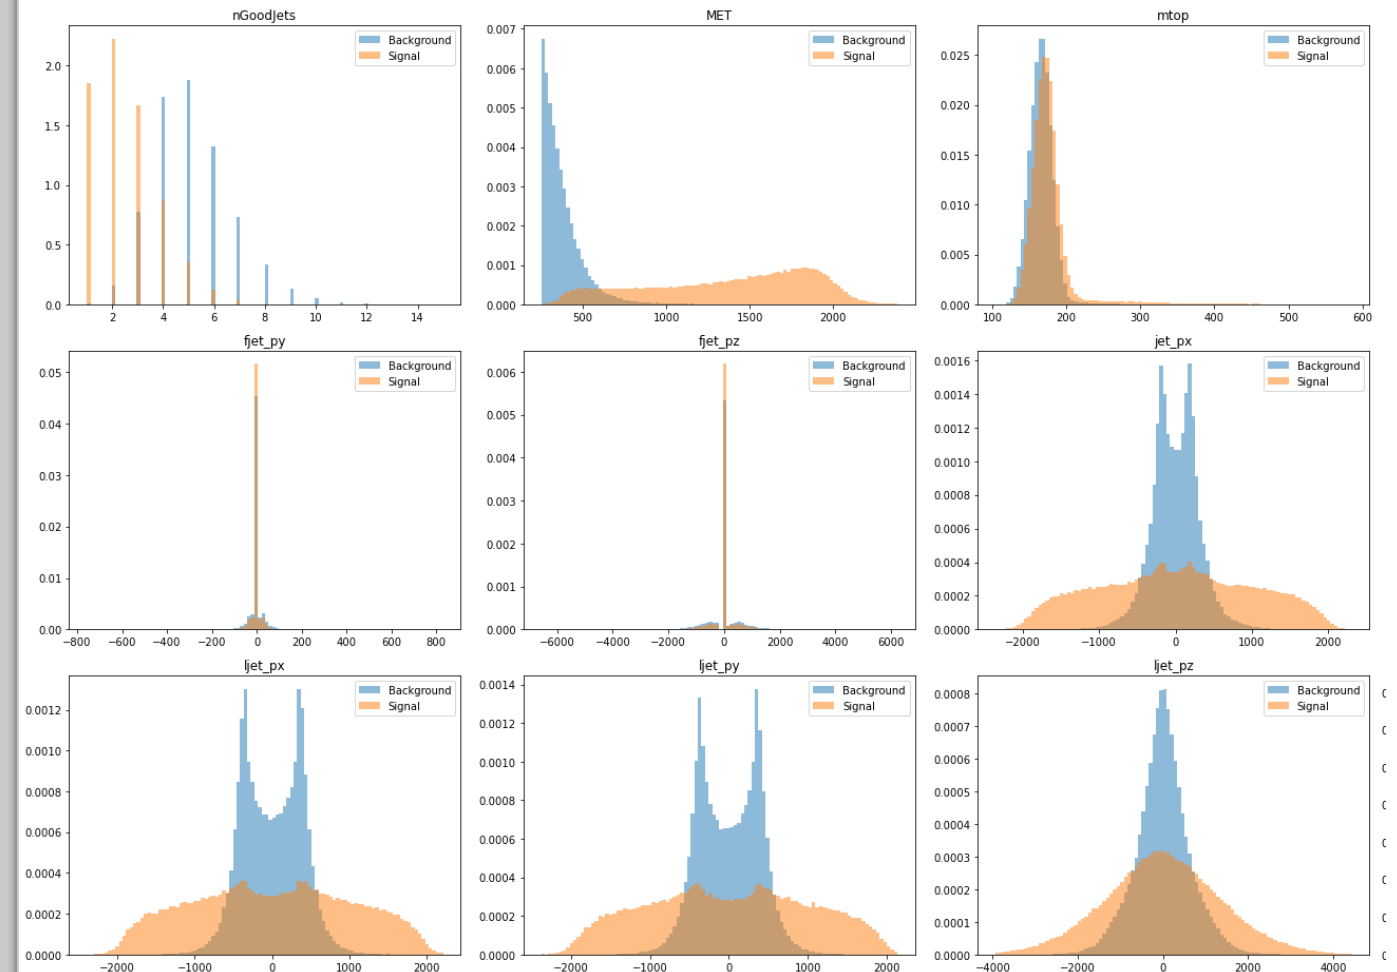 nGoodJets
MET
mtop
Background
Signal
Background
Signal
Background
Signal
2.0
1.5
1.0
0.5
0.0
2 4 6 8 10 12 14
0.007
0.006
0.005
0.004
0.003
0.002
0.001
0.000
500 1000 1500 2000
0.025
0.020
0.015
0.010
0.005
0.000
100 200 300 400 500 600
fjet_py
fjet_pz
jet_px
Background
Signal
Background
Signal
Background
Signal
0.05
0.04
0.03
0.02
0.01
0.00
−800 −600 −400 −200 0 200 400 600 800
0.006
0.005
0.004
0.003
0.002
0.001
0.000
−6000 −4000 −2000 0 2000 4000 6000
0.0016
0.0014
0.0012
0.0010
0.0008
0.0006
0.0004
0.0002
0.0000
−2000 −1000 0 1000 2000
ljet_px
ljet_py
ljet_pz
Background
Signal
Background
Signal
Background
Signal
0.0012
0.0010
0.0008
0.0006
0.0004
0.0002
0.0000
−2000 −1000 0 1000 2000
0.0014
0.0012
0.0010
0.0008
0.0006
0.0004
0.0002
0.0000
−2000 −1000 0 1000 2000
0.0008
0.0007
0.0006
0.0005
0.0004
0.0003
0.0002
0.0001
0.0000
−4000 −2000 0 2000 4000